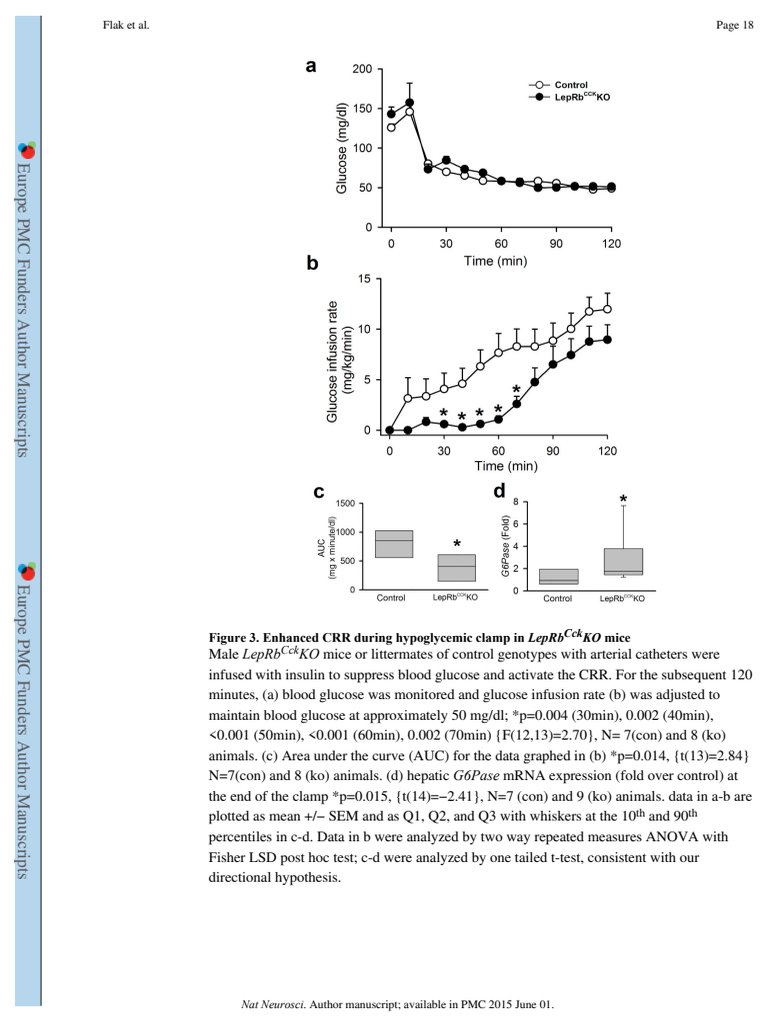 Flak et al.
Page 18
Europe PMC Funders Author Manuscripts
Europe PMC Funders Author Manuscripts
a
Control
LepRbCCKKO
Glucose (mg/dl)
200
150
100
50
0
0 30 60 90 120
Time (min)
b
Glucose infusion rate
(mg/kg/min)
15
10
5
0
* * * * *
0 30 60 90 120
Time (min)
c
AUC
(mg x minute/dl)
1500
1000
500
0
*
Control LepRbCCKKO
d
G6Pase (Fold)
8
6
4
2
0
*
Control LepRbCCKKO
Figure 3. Enhanced CRR during hypoglycemic clamp in LepRbCckKO mice
Male LepRbCckKO mice or littermates of control genotypes with arterial catheters were
infused with insulin to suppress blood glucose and activate the CRR. For the subsequent 120
minutes, (a) blood glucose was monitored and glucose infusion rate (b) was adjusted to
maintain blood glucose at approximately 50 mg/dl; *p=0.004 (30min), 0.002 (40min),
<0.001 (50min), <0.001 (60min), 0.002 (70min) {F(12,13)=2.70}, N= 7(con) and 8 (ko)
animals. (c) Area under the curve (AUC) for the data graphed in (b) *p=0.014, {t(13)=2.84}
N=7(con) and 8 (ko) animals. (d) hepatic G6Pase mRNA expression (fold over control) at
the end of the clamp *p=0.015, {t(14)=−2.41}, N=7 (con) and 9 (ko) animals. data in a-b are
plotted as mean +/− SEM and as Q1, Q2, and Q3 with whiskers at the 10th and 90th
percentiles in c-d. Data in b were analyzed by two way repeated measures ANOVA with
Fisher LSD post hoc test; c-d were analyzed by one tailed t-test, consistent with our
directional hypothesis.
Nat Neurosci. Author manuscript; available in PMC 2015 June 01.